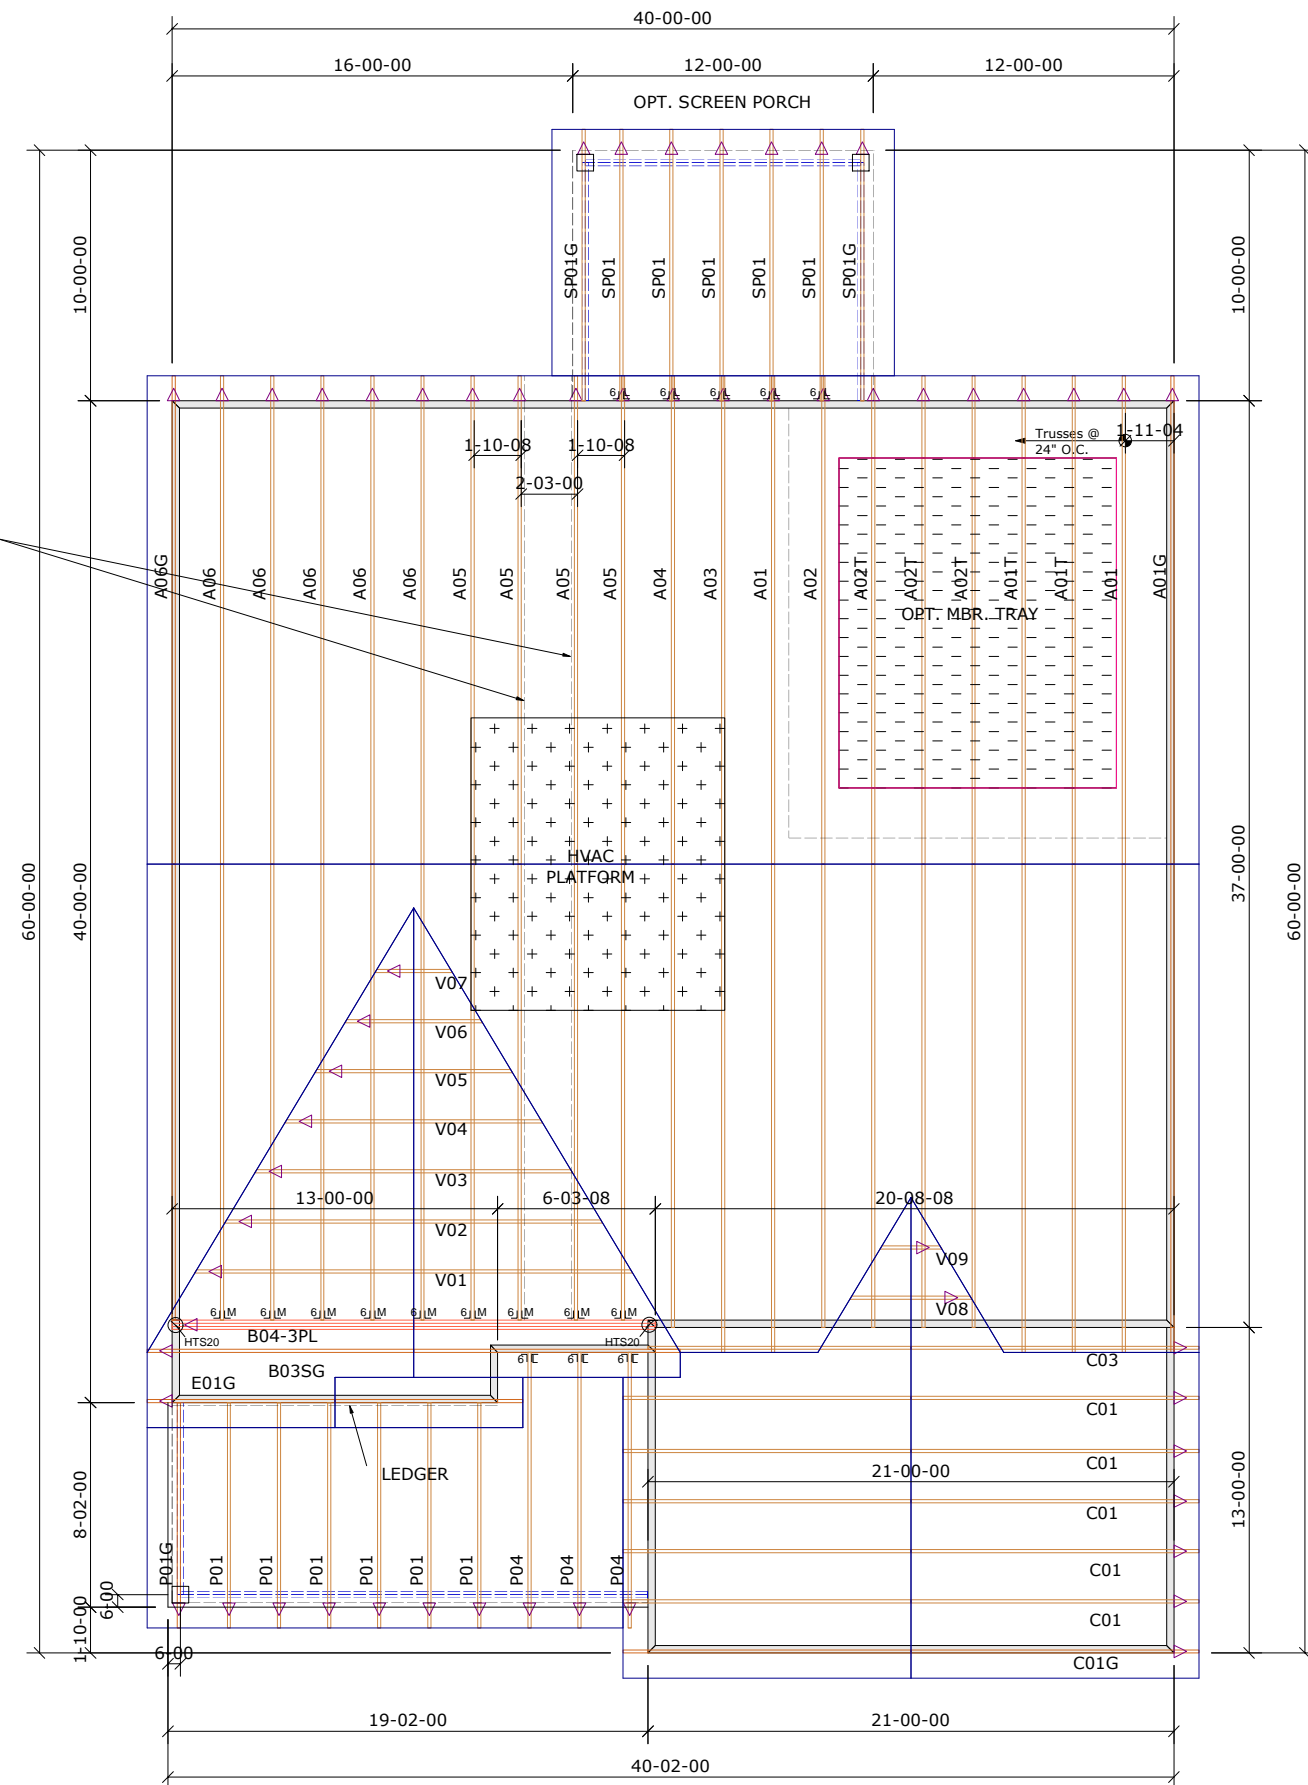 40-00-00
16-00-00
12-00-00
12-00-00
OPT. SCREEN PORCH
10-00-00
10-00-00
60-00-00
60-00-00
SP01G
SP01
SP01
SP01
SP01
SP01
SP01G
1-10-08
1-10-08
2-03-00
Trusses @
24" O.C.
1-11-04
A06G
A06
A06
A06
A06
A06
A05
A05
A05
A05
A04
A03
A01
A02
A02T
A02T
A02T
A01T
A01T
A01
A01G
OPT. MBR. TRAY
HVAC
PLATFORM
40-00-00
37-00-00
V07
V06
V05
V04
V03
V02
V01
13-00-00
6-03-08
20-08-08
V09
V08
HTS20
B04-3PL
HTS20
B03SG
E01G
LEDGER
C03
C01
C01
C01
C01
C01
C01G
21-00-00
13-00-00
8-02-00
6-00
1-10-00
6-00
P01G
P01
P01
P01
P01
P01
P01
P04
P04
P04
19-02-00
21-00-00
40-02-00